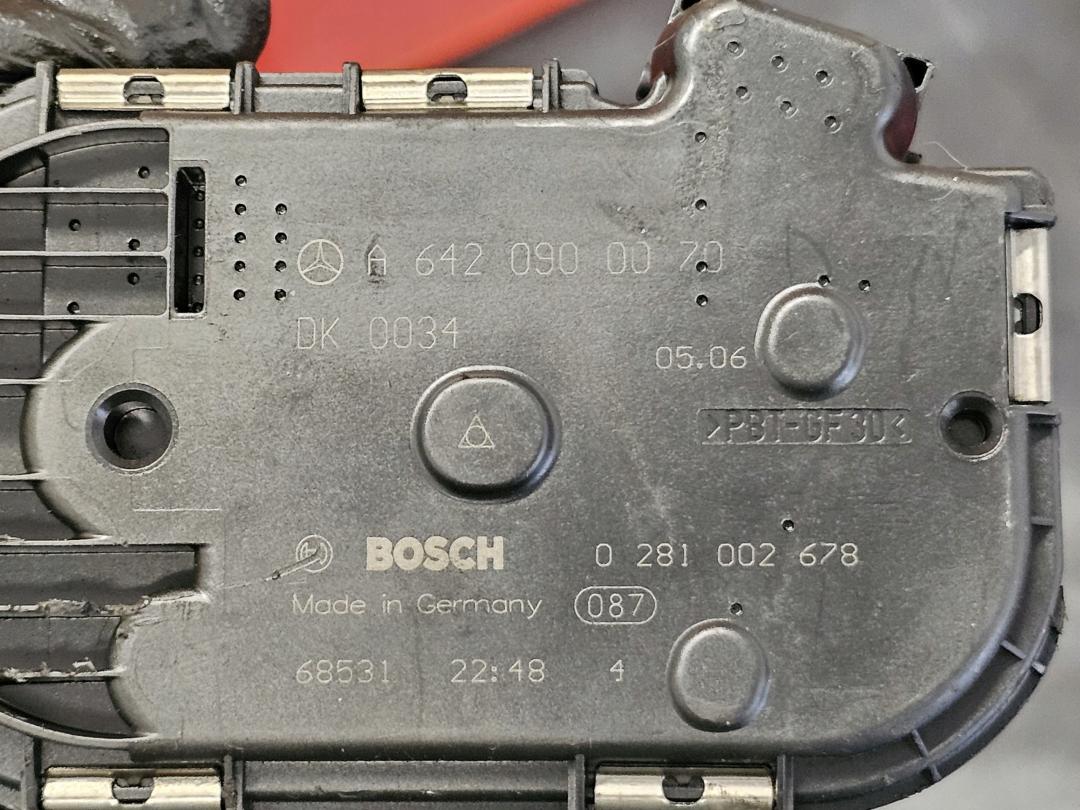 A 642 090 00 70
DK 0034
05.06
>PBT-GF30<
BOSCH 0 281 002 678
Made in Germany 087
68531 22:48 4